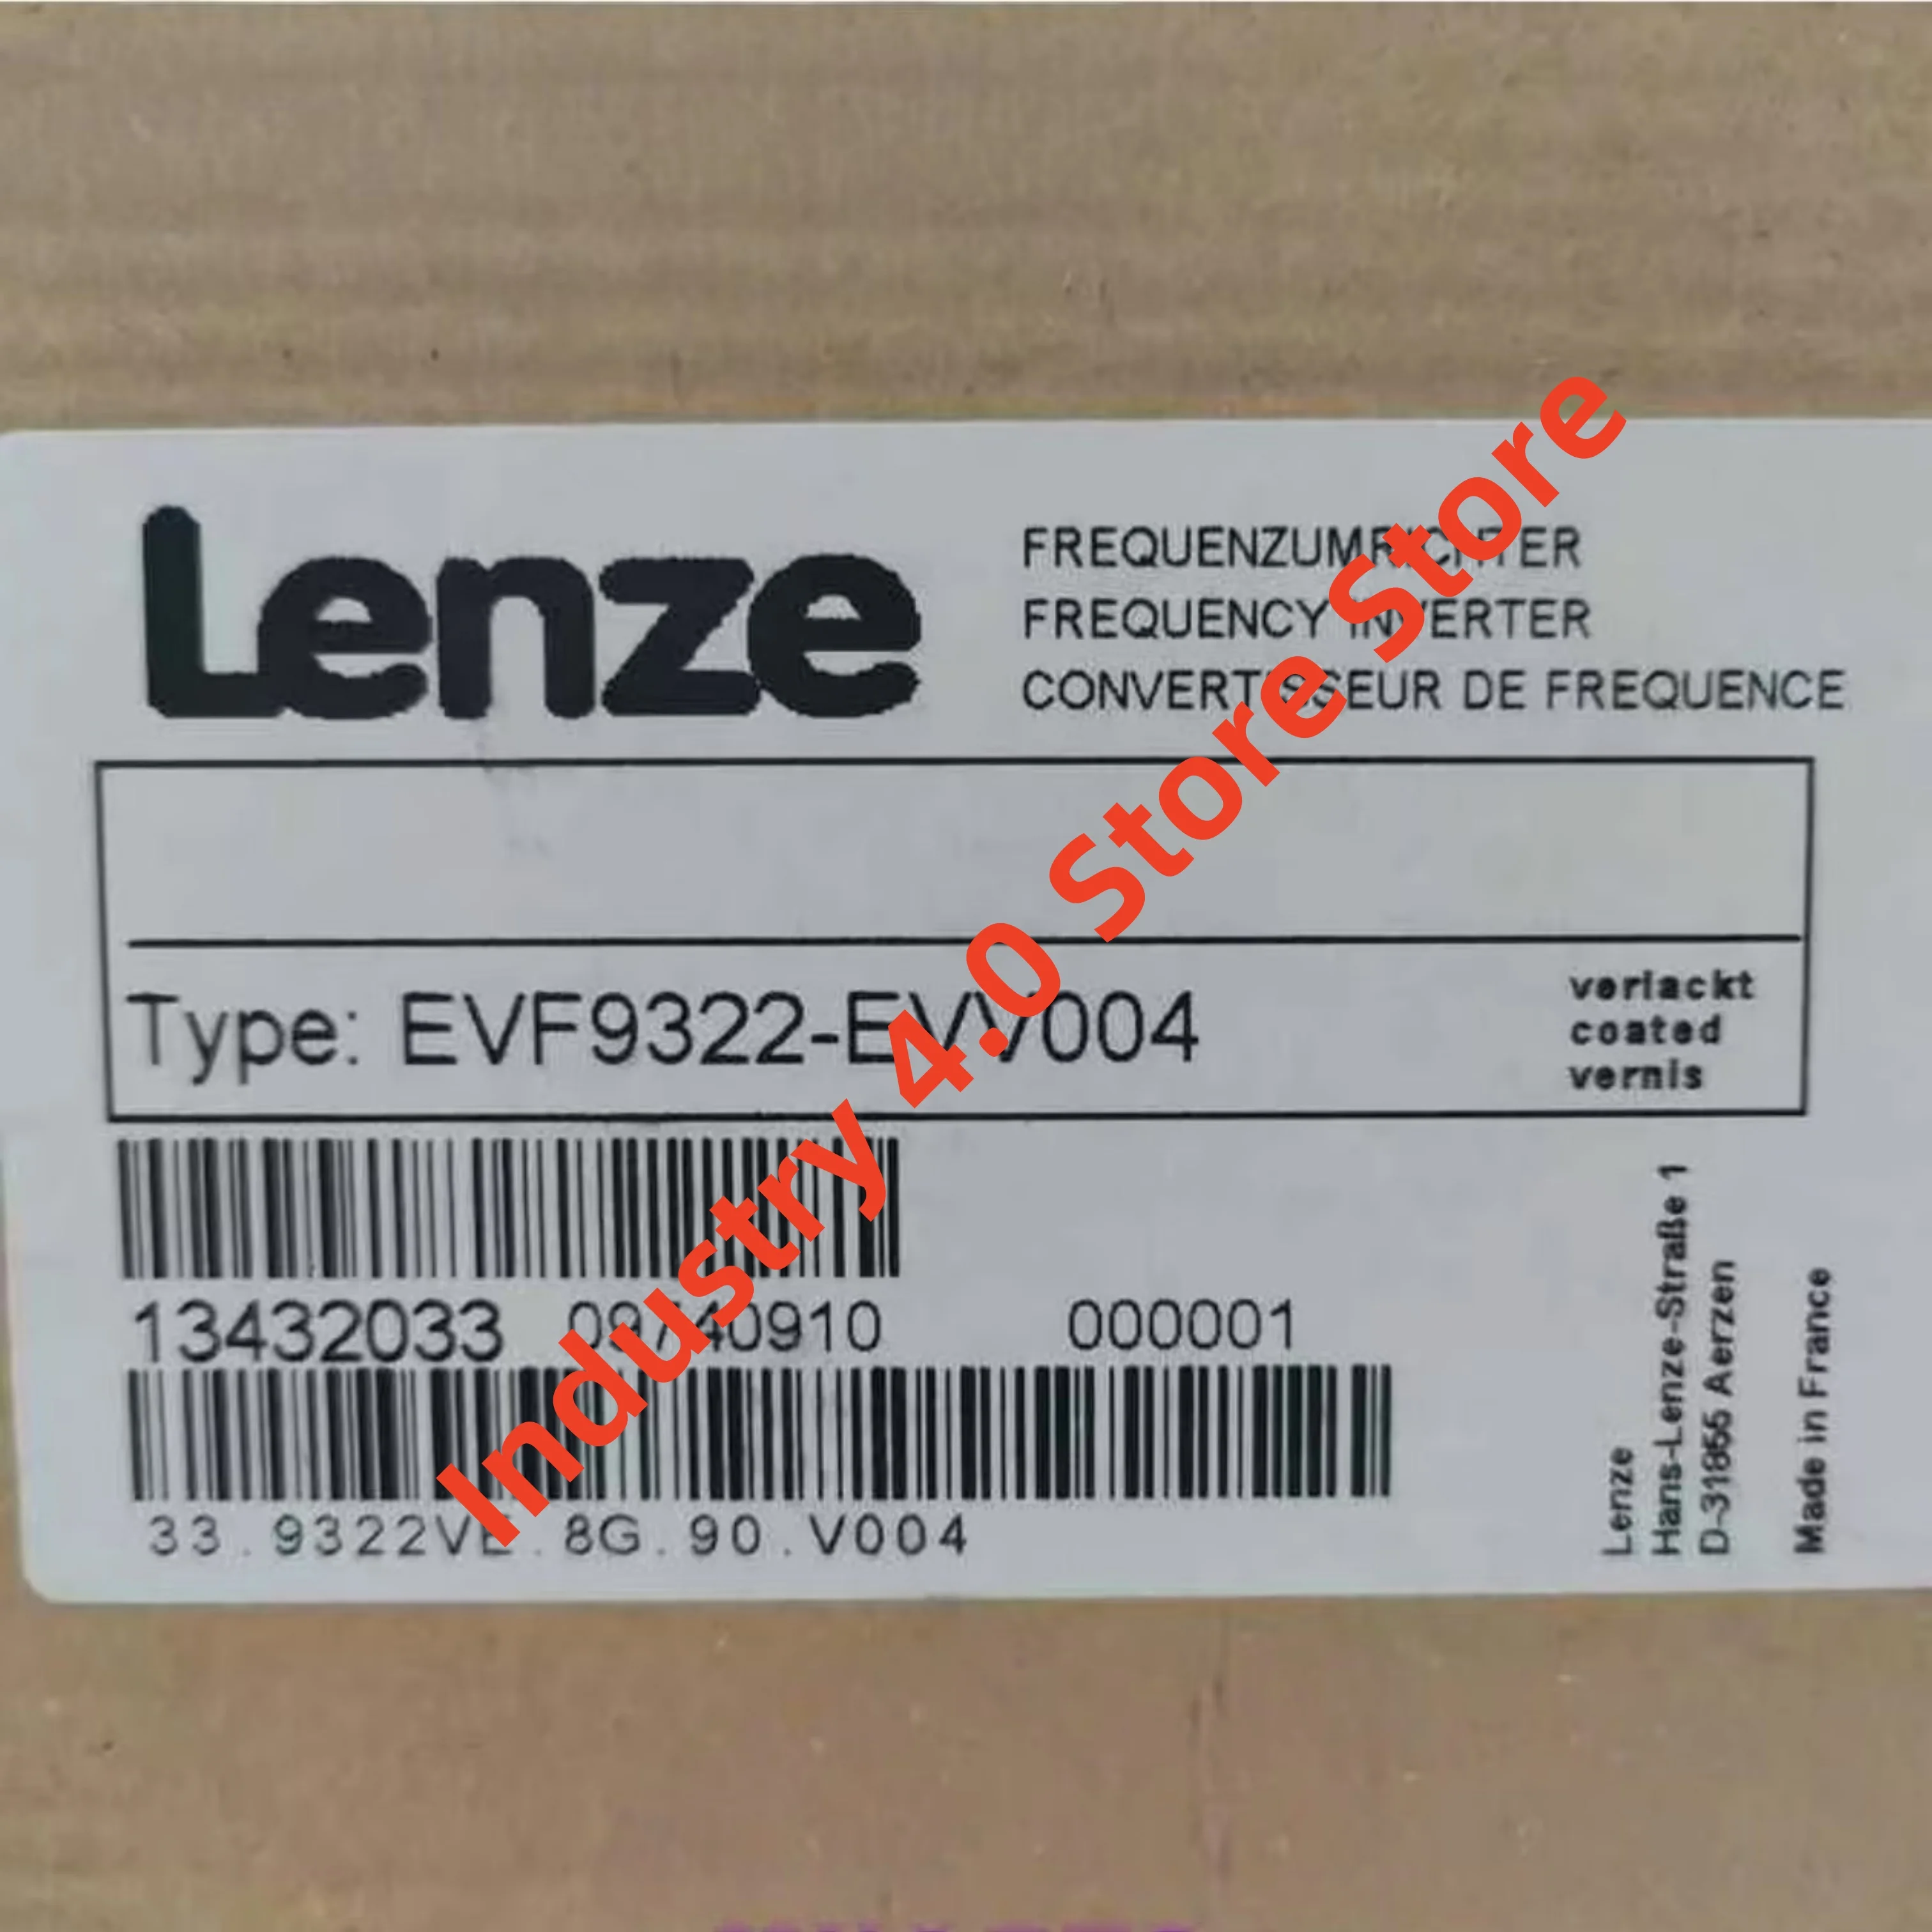 Lenze
FREQUENZUMRICHTER
FREQUENCY INVERTER
CONVERTISSEUR DE FREQUENCE
Type: EVF9322-EVV004
verlackt
coated
vernis
13432033 09740910 000001
33.9322VE.8G.90.V004
Lenze
Hans-Lenze-Straße 1
D-31855 Aerzen
Made in France
Industry 4.0 Store Store